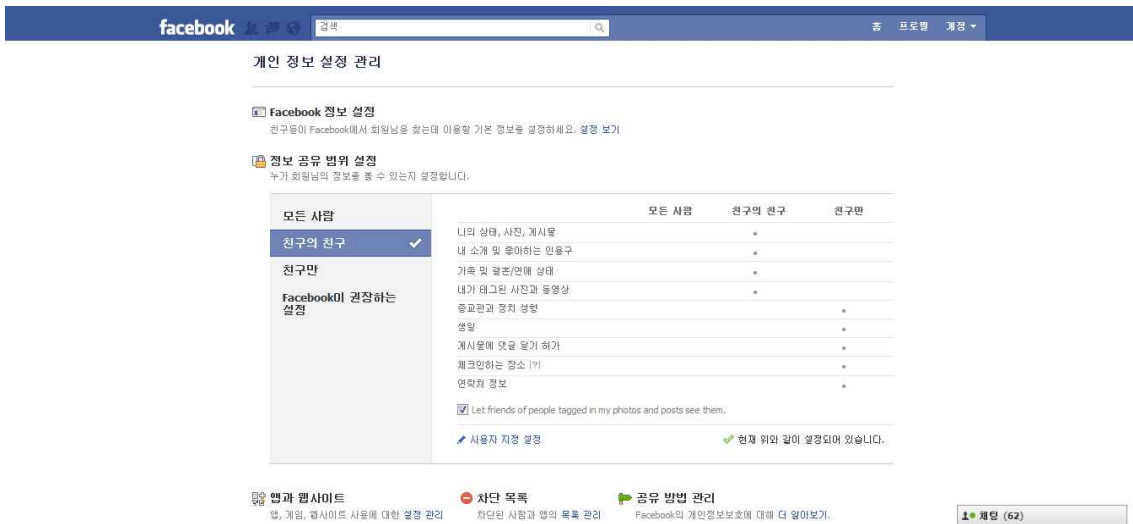 facebook 검색 홈 프로필 계정
개인 정보 설정 관리
Facebook 정보 설정
친구들이 Facebook에서 회원님을 찾는데 이용할 기본 정보를 설정하세요. 설정 보기
정보 공유 범위 설정
누가 회원님의 정보를 볼 수 있는지 설정합니다.
모든 사람
친구의 친구
친구만
Facebook이 권장하는
설정
모든 사람 친구의 친구 친구만
나의 상태, 사진, 게시물
내 소개 및 좋아하는 인용구
가족 및 결혼/연애 상태
내가 태그된 사진과 동영상
종교관과 정치 성향
생일
게시물에 댓글 달기 허가
체크인하는 장소 [?]
연락처 정보
Let friends of people tagged in my photos and posts see them.
사용자 지정 설정 현재 위와 같이 설정되어 있습니다.
앱과 웹사이트
앱, 게임, 웹사이트 사용에 대한 설정 관리
차단 목록
차단된 사람과 앱의 목록 관리
공유 방법 관리
Facebook의 개인정보보호에 대해 더 알아보기.
채팅 (62)